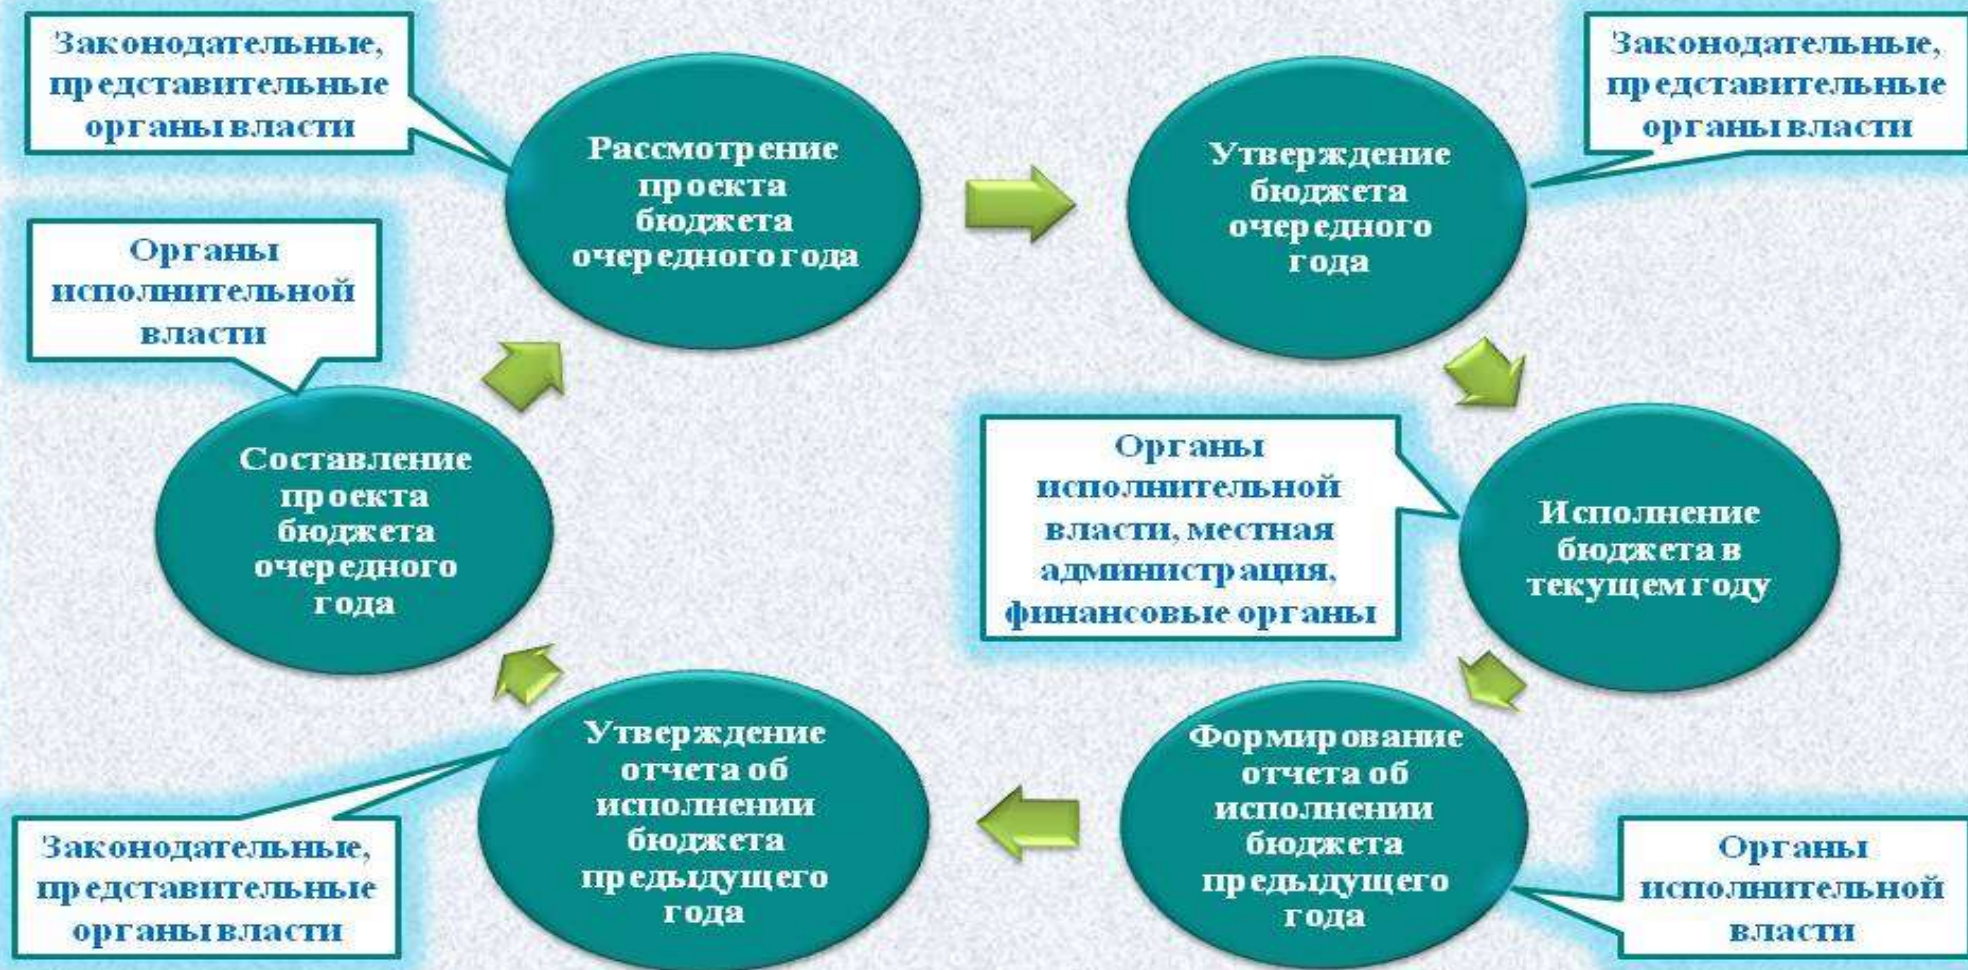 Законодательные,
представительные
органы власти
Рассмотрение
проекта
бюджета
очередного года
Утверждение
бюджета
очередного
года
Законодательные,
представительные
органы власти
Органы
исполнительной
власти
Составление
проекта
бюджета
очередного
года
Органы
исполнительной
власти, местная
администрация,
финансовые органы
Исполнение
бюджета в
текущем году
Утверждение
отчета об
исполнении
бюджета
предыдущего
года
Формирование
отчета об
исполнении
бюджета
предыдущего
года
Законодательные,
представительные
органы власти
Органы
исполнительной
власти